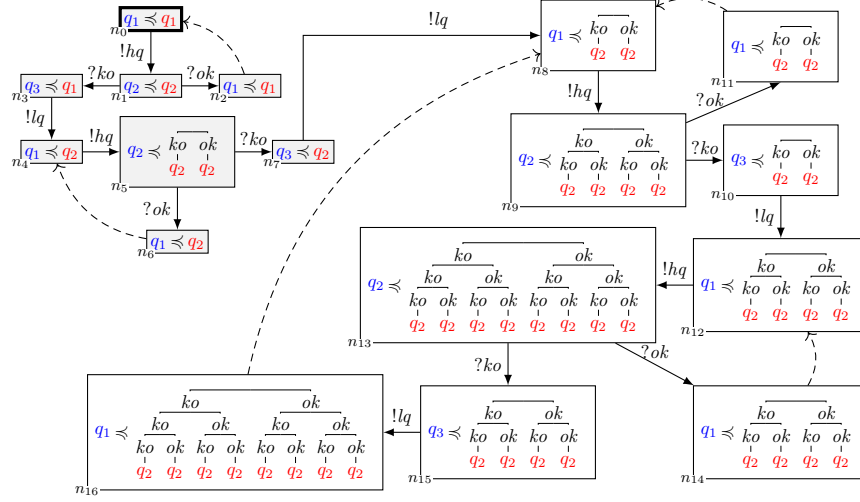 q1 ≼ q1
n0
!hq
q3 ≼ q1
n3
?ko
q2 ≼ q2
n1
?ok
q1 ≼ q1
n2
!lq
q1 ≼ q2
n4
!hq
q2 ≼
ko ok
q2 q2
n5
?ko
q3 ≼ q2
n7
?ok
q1 ≼ q2
n6
!lq
q1 ≼
ko ok
q2 q2
n8
!hq
q1 ≼
ko ok
q2 q2
n11
?ok
q2 ≼
ko ok
ko ok ko ok
q2 q2 q2 q2
n9
?ko
q3 ≼
ko ok
q2 q2
n10
!lq
q1 ≼
ko ok
ko ok ko ok
q2 q2 q2 q2
n12
!hq
q2 ≼
ko ok
ko ok ko ok
ko ok ko ok ko ok ko ok
q2 q2 q2 q2 q2 q2 q2 q2
n13
?ko
?ok
q1 ≼
ko ok
ko ok ko ok
ko ok ko ok ko ok ko ok
q2 q2 q2 q2 q2 q2 q2 q2
n16
!lq
q3 ≼
ko ok
ko ok ko ok
q2 q2 q2 q2
n15
q1 ≼
ko ok
ko ok ko ok
q2 q2 q2 q2
n14